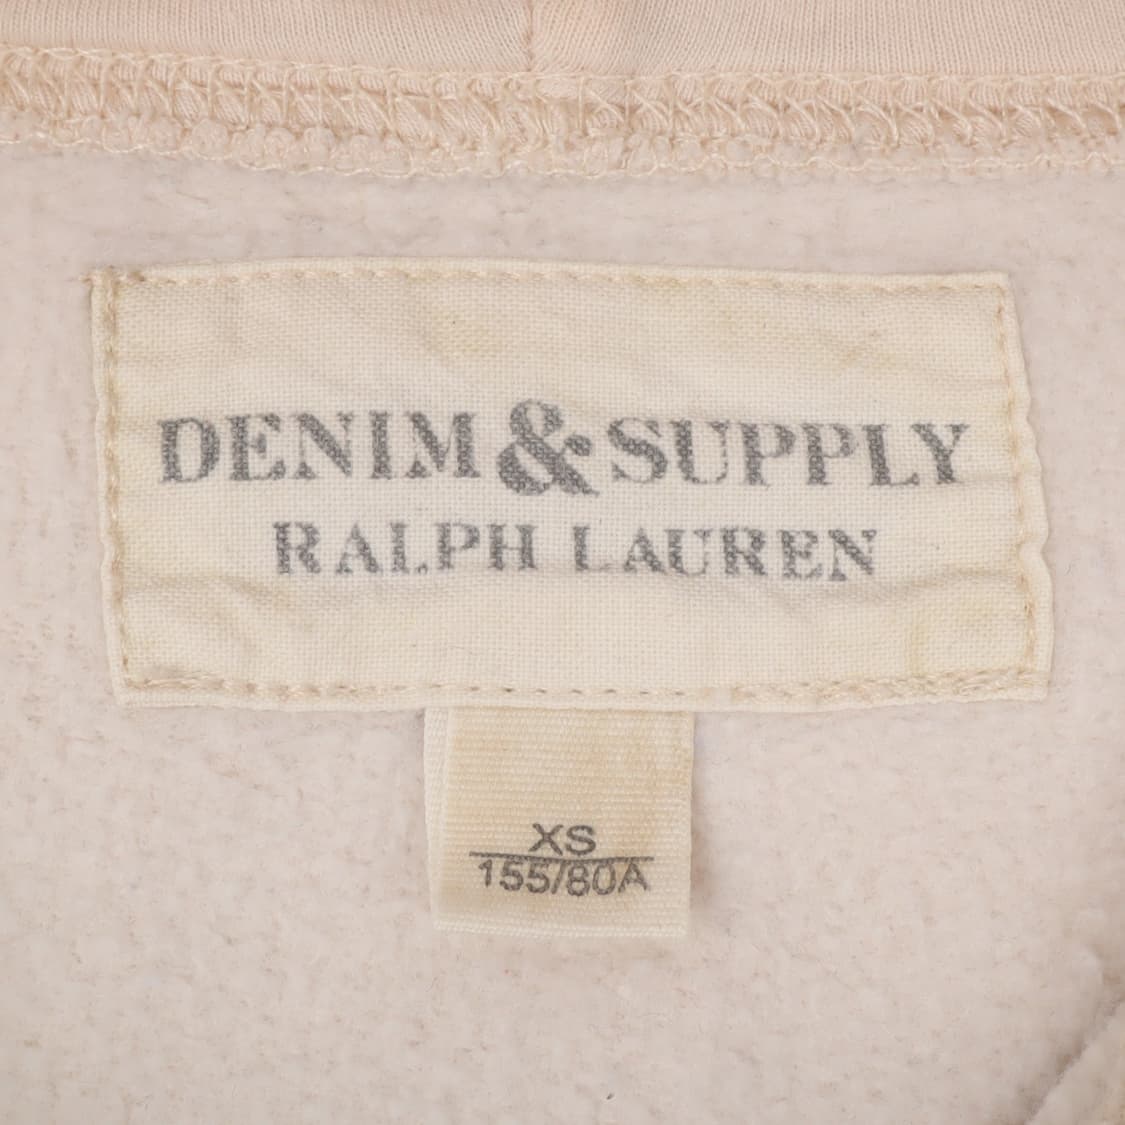 DENIM & SUPPLY
RALPH LAUREN
XS
155/80A